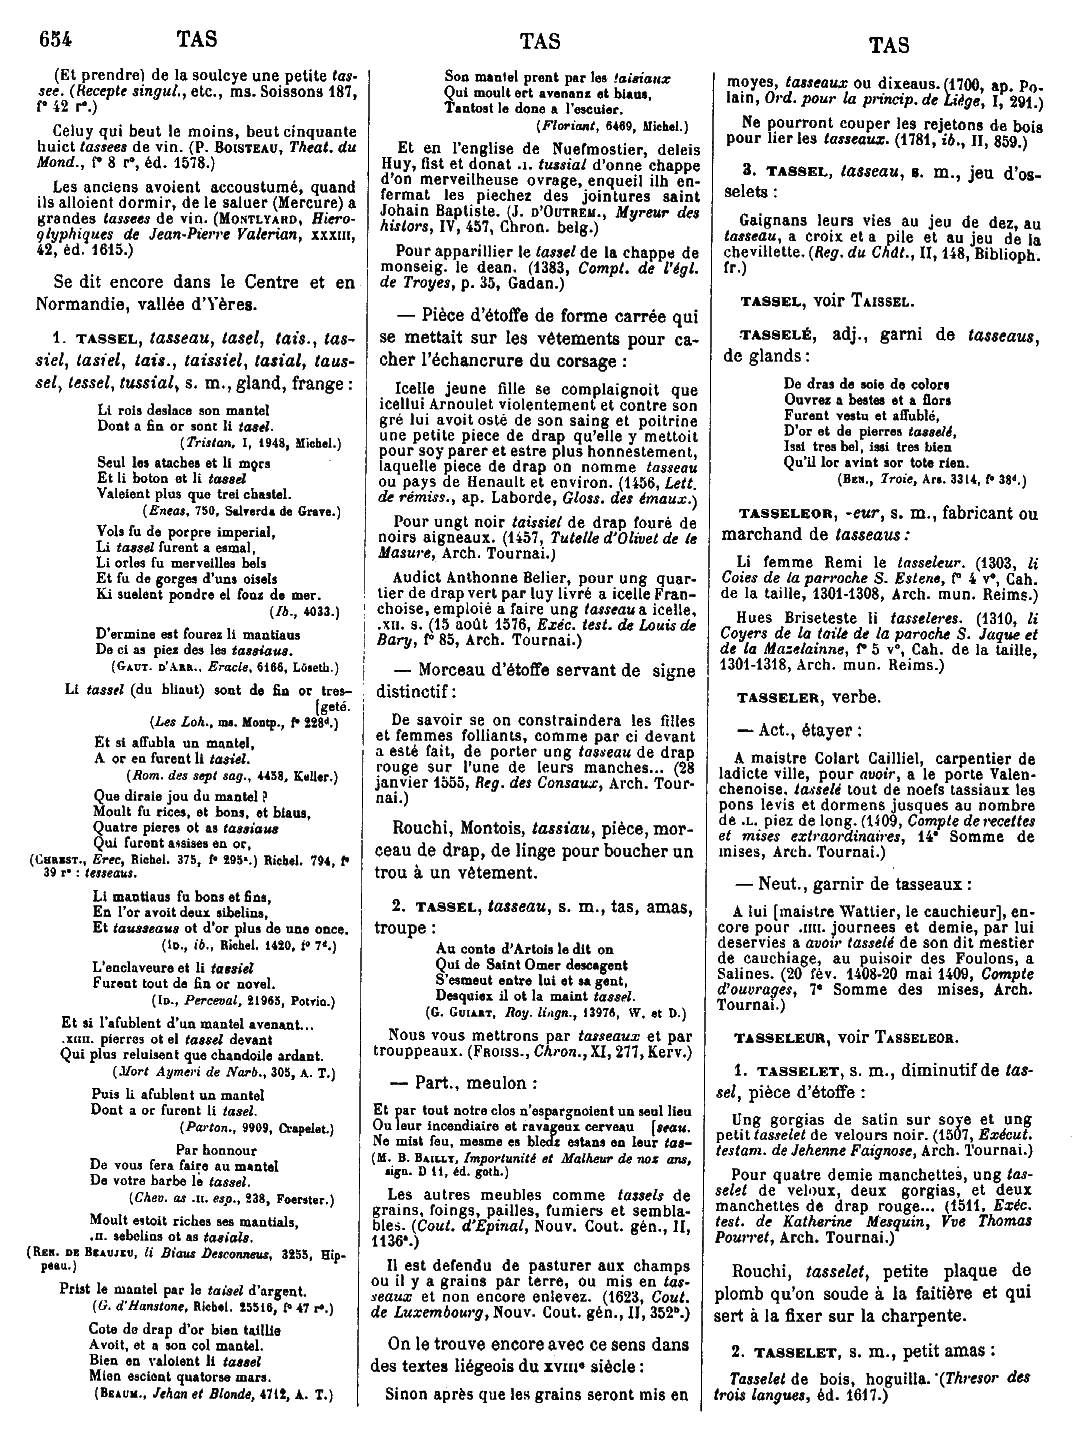 654 TAS TAS TAS
(Et prendre) de la soulcye une petite tas-
see. (Recepte singul., etc., ms. Soissons 187,
f° 42 r°.)
Celuy qui beut le moins, beut cinquante
huict tassees de vin. (P. BOISTEAU, Theat. du
Mond., f° 8 r°, éd. 1578.)
Les anciens avoient accoustumé, quand
ils alloient dormir, de le saluer (Mercure) a
grandes tassees de vin. (MONTLYARD, Hiero-
glyphiques de Jean-Pierre Valerian, XXXIII,
42, éd. 1615.)
Se dit encore dans le Centre et en
Normandie, vallée d'Yères.
1. TASSEL, tasseau, tasel, tais., tas-
siel, tasiel, lais., taissiel, tasial, taus-
sel, tessel, tussial, s. m., gland, frange :
Li rois deslace son mantel
Dont a fin or sont li tasel.
(Tristan, I, 1948, Michel.)
Seul les ataches et li mors
Et li boton et li tassel
Valeient plus que trei chastel.
(Eneas, 750, Salverda de Grave.)
Vols fu de porpre imperial,
Li tassel furent a esmal,
Li orles fu merveilles bels
Et fu de gorges d'uns oisels
Ki suelent pondre el fonz de mer.
(Ib., 4033.)
D'ermine est fourez li mantiaus
De ci as piez des les tassiaus.
(GAUT. D'ARR., Eracle, 6166, Löseth.)
Li tassel (du bliaut) sont de fin or tres-
[geté.
(Les Loh., ms. Montp., f° 228d.)
Et si affubla un mantel,
A or en furent li tasiel.
(Rom. des sept sag., 4458, Keller.)
Que diraie jou du mantel ?
Moult fu rices, et bons, et biaus,
Quatre pieres ot as tassiaus
Qui furent assises en or,
(CHREST., Erec, Richel. 375, f° 295a.) Richel. 794, f°
39 r° : tesseaus.
Li mantiaus fu bons et fins,
En l'or avoit deux sibelins,
Et tausseaus ot d'or plus de une once.
(ID., ib., Richel. 1420, f° 7d.)
L'enclaveure et li tassiel
Furent tout de fin or novel.
(ID., Perceval, 21965, Potvin.)
Et si l'afublent d'un mantel avenant...
.XIIII. pierres ot el tassel devant
Qui plus reluisent que chandoile ardant.
(Mort Aymeri de Narb., 305, A. T.)
Puis li afublent un mantel
Dont a or furent li tasel.
(Parton., 9909, Crapelet.)
Par honnour
De vous fera faire au mantel
De votre barbe le tassel.
(Chev. as .II. esp., 238, Foerster.)
Moult estoit riches ses mantials,
.II. sebelins ot as tasials.
(REN. DE BEAUJEU, li Biaus Desconneus, 3255, Hip-
peau.)
Prist le mantel par le taisel d'argent.
(G. d'Hanstone, Richel. 25516, f° 47 r°.)
Cote de drap d'or bien taillie
Avoit, et a son col mantel.
Bien en valoient li tassel
Mien escient quatorse mars.
(BEAUM., Jehan et Blonde, 4712, A. T.)
Son mantel prent par les taisiaux
Qui moult ert avenanz et biaus,
Tantost le done a l'escuier.
(Floriant, 6469, Michel.)
Et en l'englise de Nuefmostier, deleis
Huy, fist et donat .I. tussial d'onne chappe
d'on merveilheuse ovrage, enqueil ilh en-
fermat les piechez des jointures saint
Johain Baptiste. (J. D'OUTREM., Myreur des
histors, IV, 457, Chron. belg.)
Pour apparillier le tassel de la chappe de
monseig. le dean. (1383, Compt. de l'égl.
de Troyes, p. 35, Gadan.)
— Pièce d'étoffe de forme carrée qui
se mettait sur les vêtements pour ca-
cher l'échancrure du corsage :
Icelle jeune fille se complaignoit que
icellui Arnoulet violentement et contre son
gré lui avoit osté de son saing et poitrine
une petite piece de drap qu'elle y mettoit
pour soy parer et estre plus honnestement,
laquelle piece de drap on nomme tasseau
ou pays de Henault et environ. (1456, Lett.
de rémiss., ap. Laborde, Gloss. des émaux.)
Pour ungt noir taissiel de drap fouré de
noirs aigneaux. (1457, Tutelle d'Olivet de le
Masure, Arch. Tournai.)
Audict Anthonne Belier, pour ung quar-
tier de drap vert par luy livré a icelle Fran-
choise, emploié a faire ung tasseau a icelle,
.XII. s. (15 août 1576, Exéc. test. de Louis de
Bary, f° 85, Arch. Tournai.)
— Morceau d'étoffe servant de signe
distinctif :
De savoir se on constraindera les filles
et femmes folliants, comme par ci devant
a esté fait, de porter ung tasseau de drap
rouge sur l'une de leurs manches... (28
janvier 1555, Reg. des Consaux, Arch. Tour-
nai.)
Rouchi, Montois, tassiau, pièce, mor-
ceau de drap, de linge pour boucher un
trou à un vêtement.
2. TASSEL, tasseau, s. m., tas, amas,
troupe :
Au conte d'Artois le dit on
Qui de Saint Omer descagent
S'esmeut entre lui et sa gent,
Desquiex il ot la maint tassel.
(G. GUIART, Roy. lingn., 13976, W. et D.)
Nous vous mettrons par tasseaux et par
trouppeaux. (FROISS., Chron., XI, 277, Kerv.)
— Part., meulon :
Et par tout notre clos n'espargnoient un seul lieu
Ou leur incendiaire et ravageux cerveau [seau.
Ne mist feu, mesme es bledz estans en leur tas-
(M. B. BAILLY, Importunité et Malheur de noz ans,
sign. D 11, éd. goth.)
Les autres meubles comme tassels de
grains, foings, pailles, fumiers et sembla-
bles. (Cout. d'Epinal, Nouv. Cout. gén., II,
1136a.)
Il est defendu de pasturer aux champs
ou il y a grains par terre, ou mis en tas-
seaux et non encore enlevez. (1623, Cout.
de Luxembourg, Nouv. Cout. gén., II, 352b.)
On le trouve encore avec ce sens dans
des textes liégeois du XVIIIe siècle :
Sinon après que les grains seront mis en
moyes, tasseaux ou dixeaus. (1700, ap. Po-
lain, Ord. pour la princip. de Liège, I, 291.)
Ne pourront couper les rejetons de bois
pour lier les tasseaux. (1781, ib., II, 859.)
3. TASSEL, tasseau, s. m., jeu d'os-
selets :
Gaignans leurs vies au jeu de dez, au
tasseau, a croix et a pile et au jeu de la
chevillette. (Reg. du Chât., II, 148, Biblioph.
fr.)
TASSEL, voir TAISSEL.
TASSELÉ, adj., garni de tasseaus,
de glands :
De dras de soie de colors
Ouvrez a bestes et a flors
Furent vestu et affublé,
D'or et de pierres tasselé,
Issi tres bel, issi tres bien
Qu'il lor avint sor tote rien.
(BEN., Troie, Ars. 3314, f° 38d.)
TASSELEOR, -eur, s. m., fabricant ou
marchand de tasseaus :
Li femme Remi le tasseleur. (1303, li
Coies de la parroche S. Estene, f° 4 v°, Cah.
de la taille, 1301-1308, Arch. mun. Reims.)
Hues Briseteste li tasseleres. (1310, li
Coyers de la taile de la paroche S. Jaque et
de la Mazelainne, f° 5 v°, Cah. de la taille,
1301-1318, Arch. mun. Reims.)
TASSELER, verbe.
— Act., étayer :
A maistre Colart Cailliel, carpentier de
ladicte ville, pour avoir, a le porte Valen-
chenoise, tasselé tout de noefs tassiaux les
pons levis et dormens jusques au nombre
de .L. piez de long. (1409, Compte de recettes
et mises extraordinaires, 14e Somme de
mises, Arch. Tournai.)
— Neut., garnir de tasseaux :
A lui [maistre Wattier, le cauchieur], en-
core pour .IIII. journees et demie, par lui
deservies a avoir tasselé de son dit mestier
de cauchiage, au puisoir des Foulons, a
Salines. (20 fév. 1408-20 mai 1409, Compte
d'ouvrages, 7e Somme des mises, Arch.
Tournai.)
TASSELEUR, voir TASSELEOR.
1. TASSELET, s. m., diminutif de tas-
sel, pièce d'étoffe :
Ung gorgias de satin sur soye et ung
petit tasselet de velours noir. (1507, Exécut.
testam. de Jehenne Faignose, Arch. Tournai.)
Pour quatre demie manchettes, ung tas-
selet de veloux, deux gorgias, et deux
manchettes de drap rouge... (1511, Exéc.
test. de Katherine Mesquin, Vve Thomas
Pourret, Arch. Tournai.)
Rouchi, tasselet, petite plaque de
plomb qu'on soude à la faitière et qui
sert à la fixer sur la charpente.
2. TASSELET, s. m., petit amas :
Tasselet de bois, hoguilla. (Thresor des
trois langues, éd. 1617.)